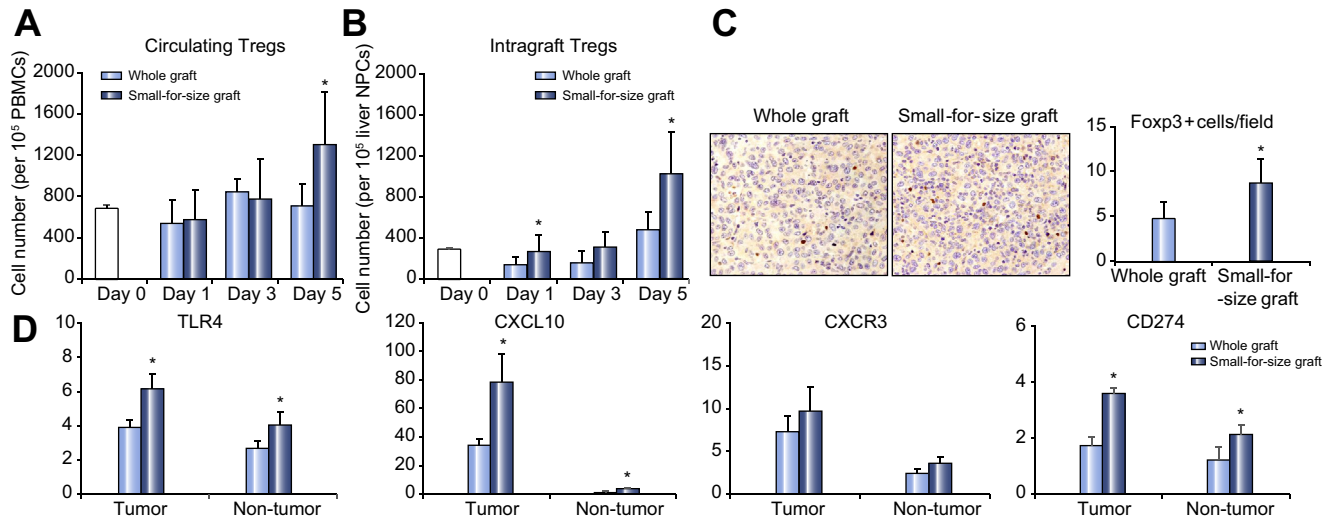 A
Circulating Tregs
Cell number (per 10⁵ PBMCs)
2000
1600
1200
800
400
0
Whole graft
Small-for-size graft
*
Day 0 Day 1 Day 3 Day 5
B
Intragraft Tregs
Cell number (per 10⁵ liver NPCs)
2000
1600
1200
800
400
0
Whole graft
Small-for-size graft
*
*
Day 0 Day 1 Day 3 Day 5
C
Whole graft Small-for-size graft
Foxp3+cells/field
15
10
5
0
*
Whole graft Small-for
-size graft
D
TLR4
10
8
6
4
2
0
*
*
Tumor Non-tumor
CXCL10
120
100
80
60
40
20
0
*
*
Tumor Non-tumor
CXCR3
20
15
10
5
0
Tumor Non-tumor
CD274
6
4
2
0
Whole graft
Small-for-size graft
*
*
Tumor Non-tumor